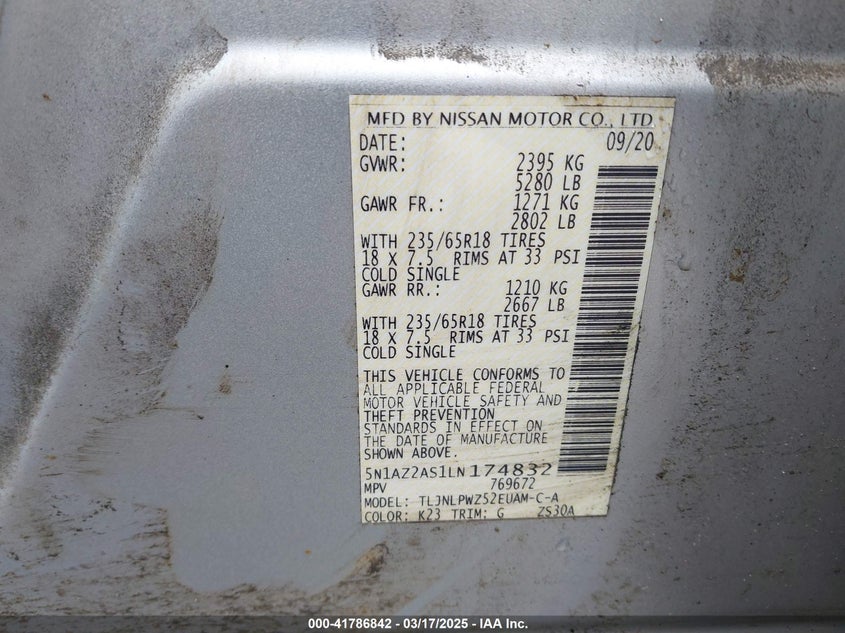 MFD BY NISSAN MOTOR CO., LTD
DATE: 09/20
GVWR: 2395 KG
5280 LB
GAWR FR.: 1271 KG
2802 LB
WITH 235/65R18 TIRES
18 X 7.5 RIMS AT 33 PSI
COLD SINGLE
GAWR RR.: 1210 KG
2667 LB
WITH 235/65R18 TIRES
18 X 7.5 RIMS AT 33 PSI
COLD SINGLE
THIS VEHICLE CONFORMS TO
ALL APPLICABLE FEDERAL
MOTOR VEHICLE SAFETY AND
THEFT PREVENTION
STANDARDS IN EFFECT ON
THE DATE OF MANUFACTURE
SHOWN ABOVE.
5N1AZ2AS1LN174832
MPV 769672
MODEL: TLJNLPWZ52EUAM-C-A
COLOR: K23 TRIM: G ZS30A
000-41786842 - 03/17/2025 - IAA Inc.